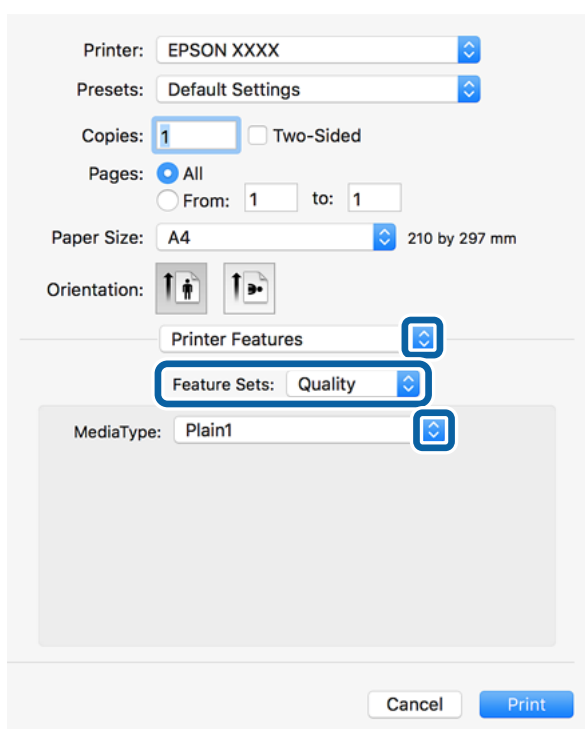 Printer: EPSON XXXX
Presets: Default Settings
Copies: 1 Two-Sided
Pages: All
From: 1 to: 1
Paper Size: A4 210 by 297 mm
Orientation:
Printer Features
Feature Sets: Quality
MediaType: Plain1
Cancel Print